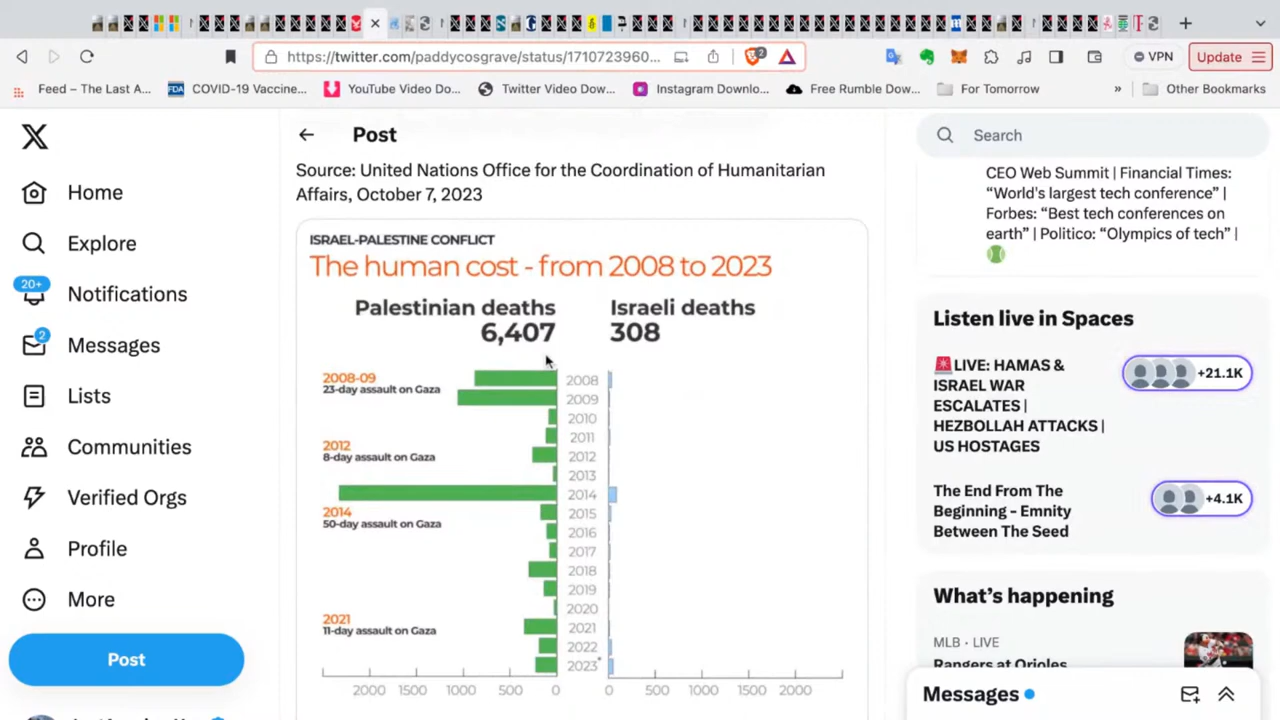 https://twitter.com/paddycosgrave/status/1710723960...
2
VPN
Update
Feed – The Last A...
COVID-19 Vaccine...
YouTube Video Do...
Twitter Video Dow...
Instagram Downlo...
Free Rumble Dow...
For Tomorrow
»
Other Bookmarks
Home
Explore
20+
Notifications
2
Messages
Lists
Communities
Verified Orgs
Profile
More
Post
Post
Source: United Nations Office for the Coordination of Humanitarian
Affairs, October 7, 2023
ISRAEL-PALESTINE CONFLICT
The human cost - from 2008 to 2023
Palestinian deaths
6,407
Israeli deaths
308
2008-09
23-day assault on Gaza
2012
8-day assault on Gaza
2014
50-day assault on Gaza
2021
11-day assault on Gaza
2008
2009
2010
2011
2012
2013
2014
2015
2016
2017
2018
2019
2020
2021
2022
2023*
2000 1500 1000 500 0
0 500 1000 1500 2000
Search
CEO Web Summit | Financial Times:
“World's largest tech conference” |
Forbes: “Best tech conferences on
earth” | Politico: “Olympics of tech” |
Listen live in Spaces
LIVE: HAMAS &
ISRAEL WAR
ESCALATES |
HEZBOLLAH ATTACKS |
US HOSTAGES
+21.1K
The End From The
Beginning - Emnity
Between The Seed
+4.1K
What’s happening
MLB · LIVE
Rangers at Orioles
Messages